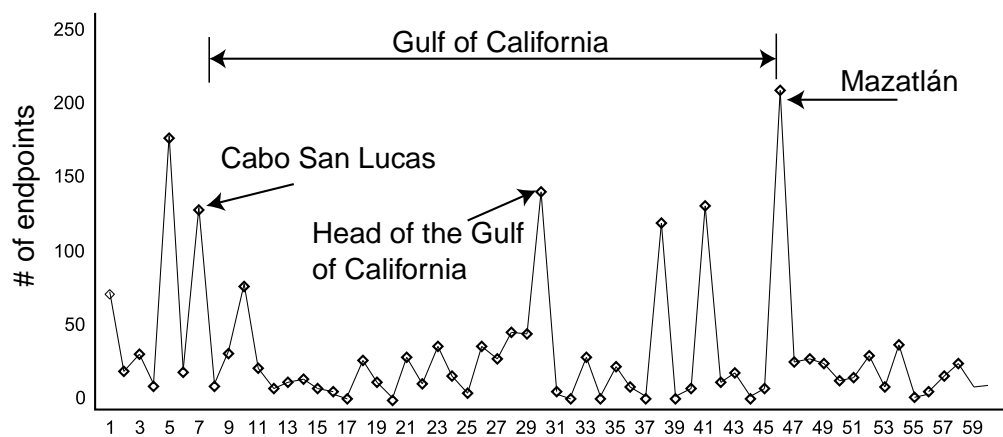 250
Gulf of California
Mazatlán
200
Cabo San Lucas
150
Head of the Gulf
of California
# of endpoints
100
50
0
1 3 5 7 9 11 13 15 17 19 21 23 25 27 29 31 33 35 37 39 41 43 45 47 49 51 53 55 57 59